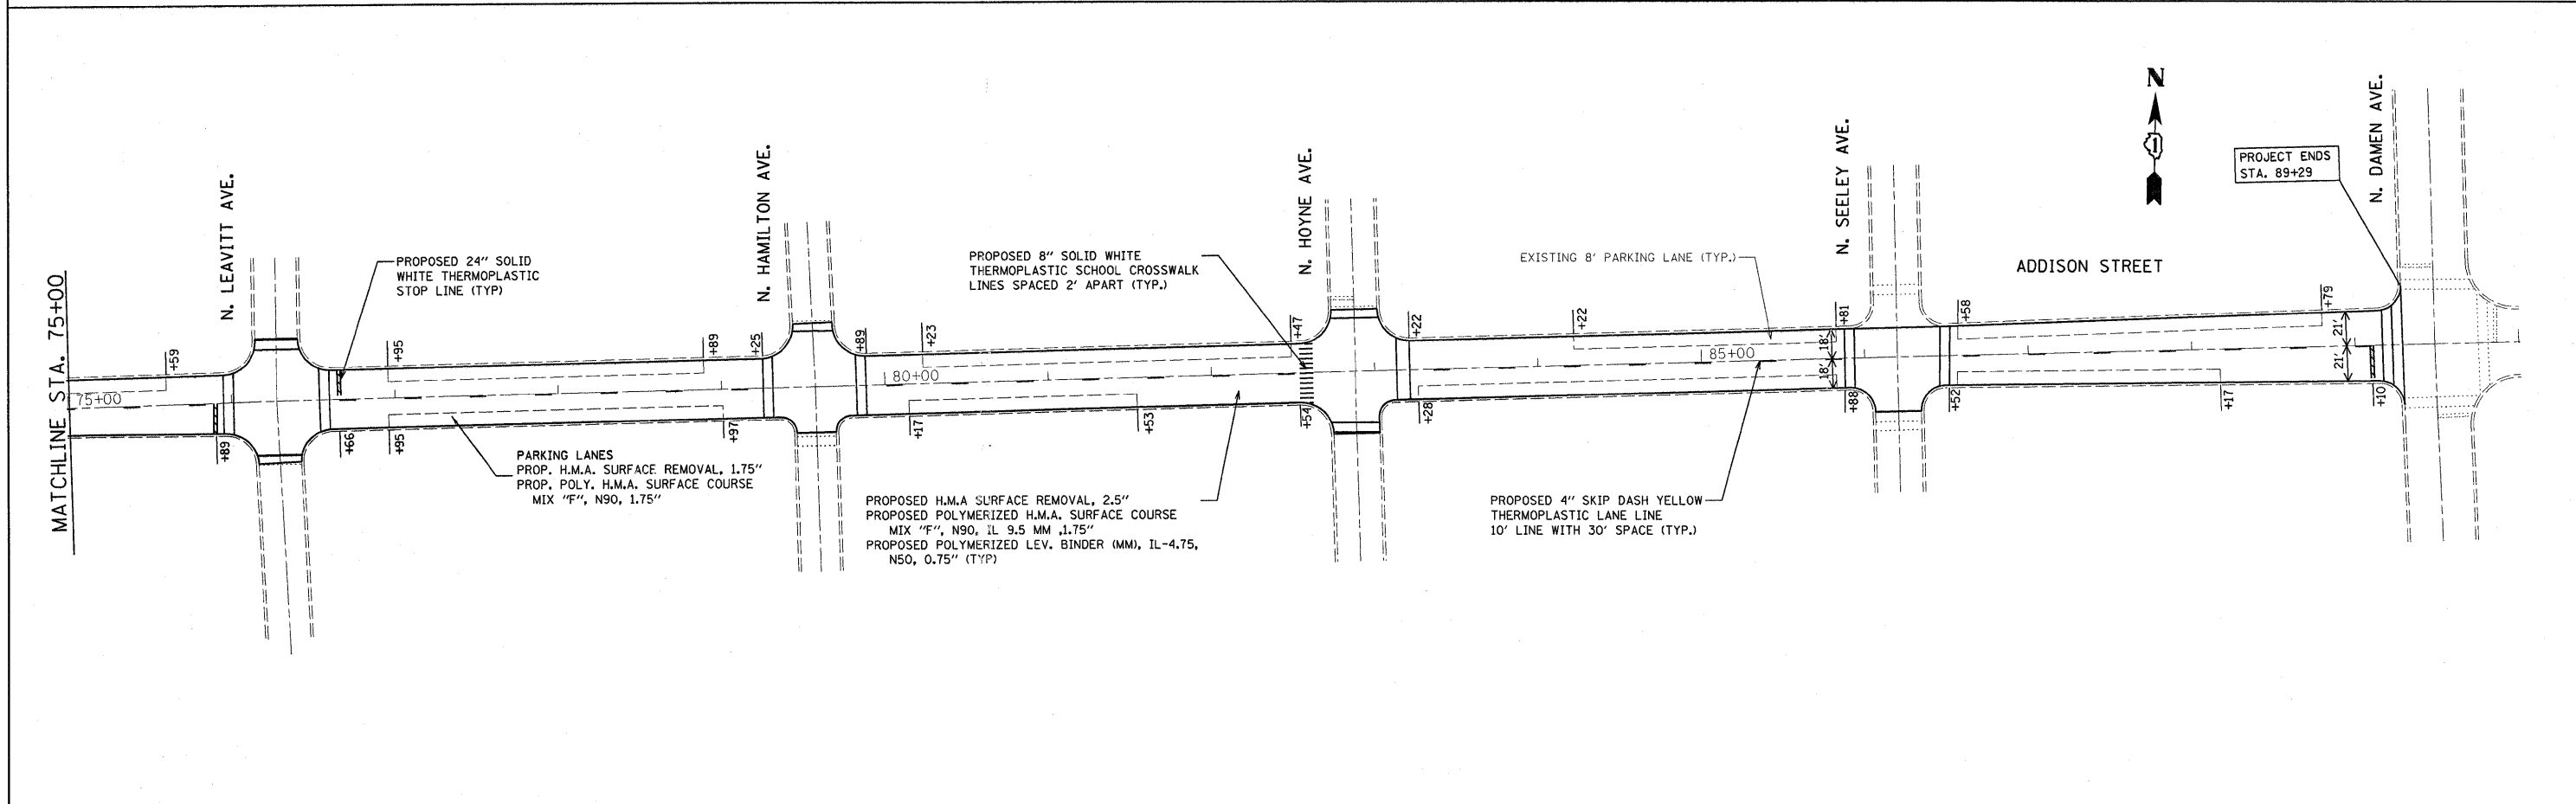 MATCHLINE STA. 75+00
75+00
+59
+89
N. LEAVITT AVE.
PROPOSED 24" SOLID
WHITE THERMOPLASTIC
STOP LINE (TYP)
+66
+95
+95
+89
+97
PARKING LANES
PROP. H.M.A. SURFACE REMOVAL, 1.75"
PROP. POLY. H.M.A. SURFACE COURSE
MIX "F", N90, 1.75"
N. HAMILTON AVE.
+25
+89
80+00
+23
+17
+53
PROPOSED 8" SOLID WHITE
THERMOPLASTIC SCHOOL CROSSWALK
LINES SPACED 2' APART (TYP.)
PROPOSED H.M.A SURFACE REMOVAL, 2.5"
PROPOSED POLYMERIZED H.M.A. SURFACE COURSE
MIX "F", N90, IL 9.5 MM ,1.75"
PROPOSED POLYMERIZED LEV. BINDER (MM), IL-4.75,
N50, 0.75" (TYP)
N. HOYNE AVE.
+47
+54
+22
+28
EXISTING 8' PARKING LANE (TYP.)
+22
85+00
PROPOSED 4" SKIP DASH YELLOW
THERMOPLASTIC LANE LINE
10' LINE WITH 30' SPACE (TYP.)
N. SEELEY AVE.
+81
18'
18'
+88
+58
+52
ADDISON STREET
N
1
+17
+79
21'
21'
+10
PROJECT ENDS
STA. 89+29
N. DAMEN AVE.